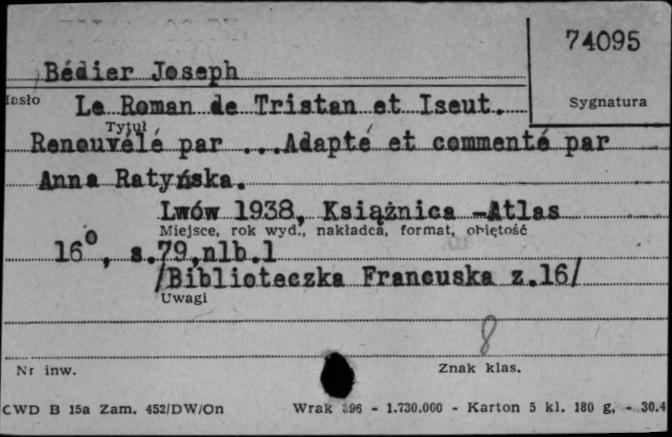 74095
Bédier Joseph
Hasło
Le Roman de Tristan et Iseut.
Sygnatura
Tytuł
Renouvelé par ...Adapté et commenté par
Anna Ratyńska.
Lwów 1938, Książnica -Atlas
Miejsce, rok wyd., nakładca, format, objętość
16°, s.79,nlb.1
/Biblioteczka Francuska z.16/
Uwagi
8
Nr inw.
Znak klas.
CWD B 15a Zam. 452/DW/On Wrak 396 - 1.730.000 - Karton 5 kl. 180 g. - 30.4